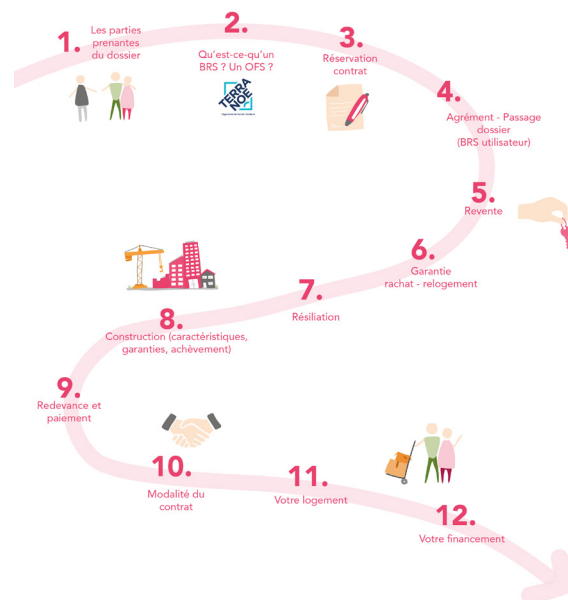 1.
Les parties
prenantes
du dossier
2.
Qu'est-ce-qu'un
BRS ? Un OFS ?
TERRA
NOÉ
3.
Réservation
contrat
4.
Agrément - Passage
dossier
(BRS utilisateur)
5.
Revente
6.
Garantie
rachat - relogement
7.
Résiliation
8.
Construction (caractéristiques,
garanties, achèvement)
9.
Redevance et
paiement
10.
Modalité du
contrat
11.
Votre logement
12.
Votre financement